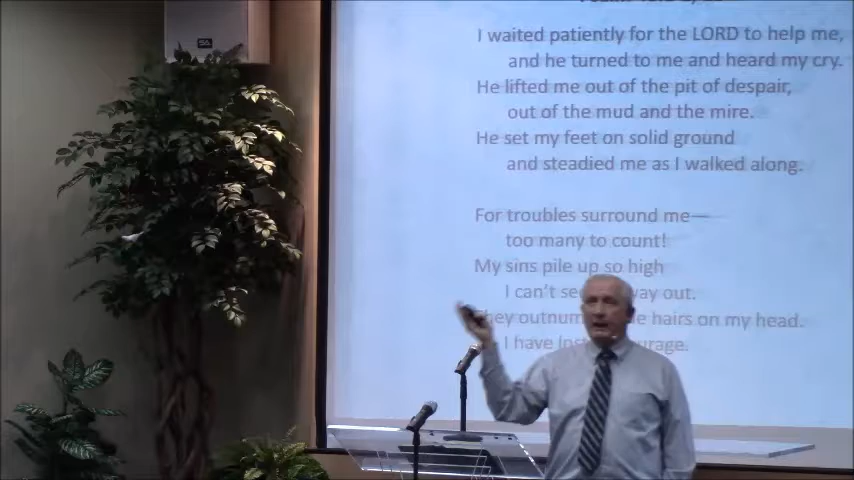 I waited patiently for the LORD to help me,
and he turned to me and heard my cry.
He lifted me out of the pit of despair,
out of the mud and the mire.
He set my feet on solid ground
and steadied me as I walked along.
For troubles surround me—
too many to count!
My sins pile up so high
I can't way out.
They outnum hairs on my head.
I have urage.